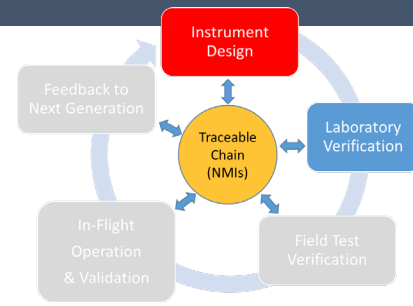 Instrument
Design
Feedback to
Next Generation
Traceable
Chain
(NMIs)
Laboratory
Verification
In-Flight
Operation
& Validation
Field Test
Verification